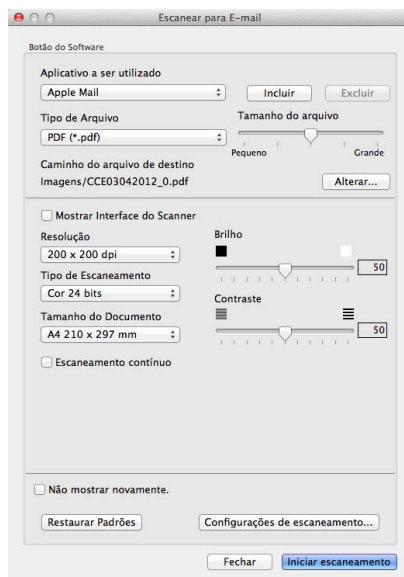 Escanear para E-mail
Botão do Software
Aplicativo a ser utilizado
Apple Mail
Incluir
Excluir
Tipo de Arquivo
Tamanho do arquivo
PDF (*.pdf)
Pequeno
Grande
Caminho do arquivo de destino
Imagens/CCE03042012_0.pdf
Alterar...
Mostrar Interface do Scanner
Resolução
Brilho
200 x 200 dpi
50
Tipo de Escaneamento
Cor 24 bits
Contraste
Tamanho do Documento
A4 210 x 297 mm
50
Escaneamento contínuo
Não mostrar novamente.
Restaurar Padrões
Configurações de escaneamento...
Fechar
Iniciar escaneamento